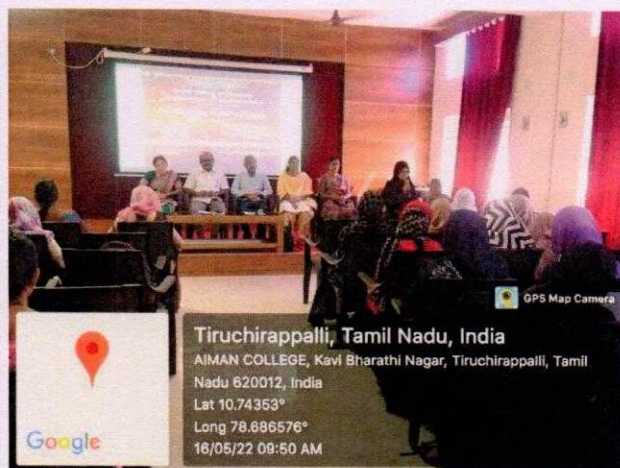 GPS Map Camera
Tiruchirappalli, Tamil Nadu, India
AIMAN COLLEGE, Kavi Bharathi Nagar, Tiruchirappalli, Tamil
Nadu 620012, India
Lat 10.74353°
Long 78.686576°
16/05/22 09:50 AM
Google